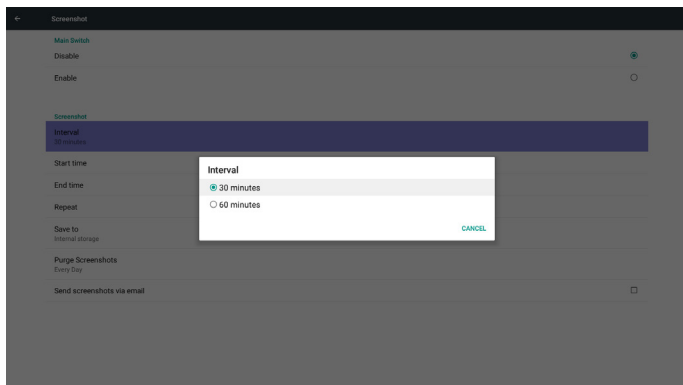 Screenshot
Main Switch
Disable
Enable
Screenshot
Interval
30 minutes
Start time
Interval
30 minutes
End time
60 minutes
Repeat
Save to
CANCEL
Internal storage
Purge Screenshots
Every Day
Send screenshots via email